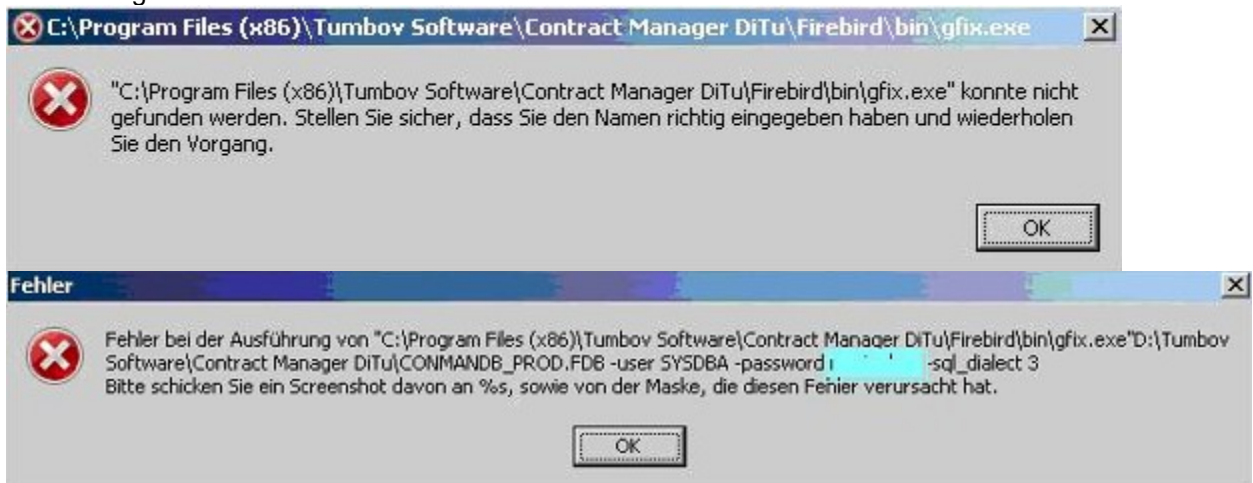 C:\Program Files (x86)\Tumbov Software\Contract Manager DiTu\Firebird\bin\gfix.exe
"C:\Program Files (x86)\Tumbov Software\Contract Manager DiTu\Firebird\bin\gfix.exe" konnte nicht
gefunden werden. Stellen Sie sicher, dass Sie den Namen richtig eingegeben haben und wiederholen
Sie den Vorgang.
OK
Fehler
Fehler bei der Ausführung von "C:\Program Files (x86)\Tumbov Software\Contract Manager DiTu\Firebird\bin\gfix.exe"D:\Tumbov
Software\Contract Manager DiTu\CONMANDB_PROD.FDB -user SYSDBA -password -sql_dialect 3
Bitte schicken Sie ein Screenshot davon an %s, sowie von der Maske, die diesen Fehler verursacht hat.
OK